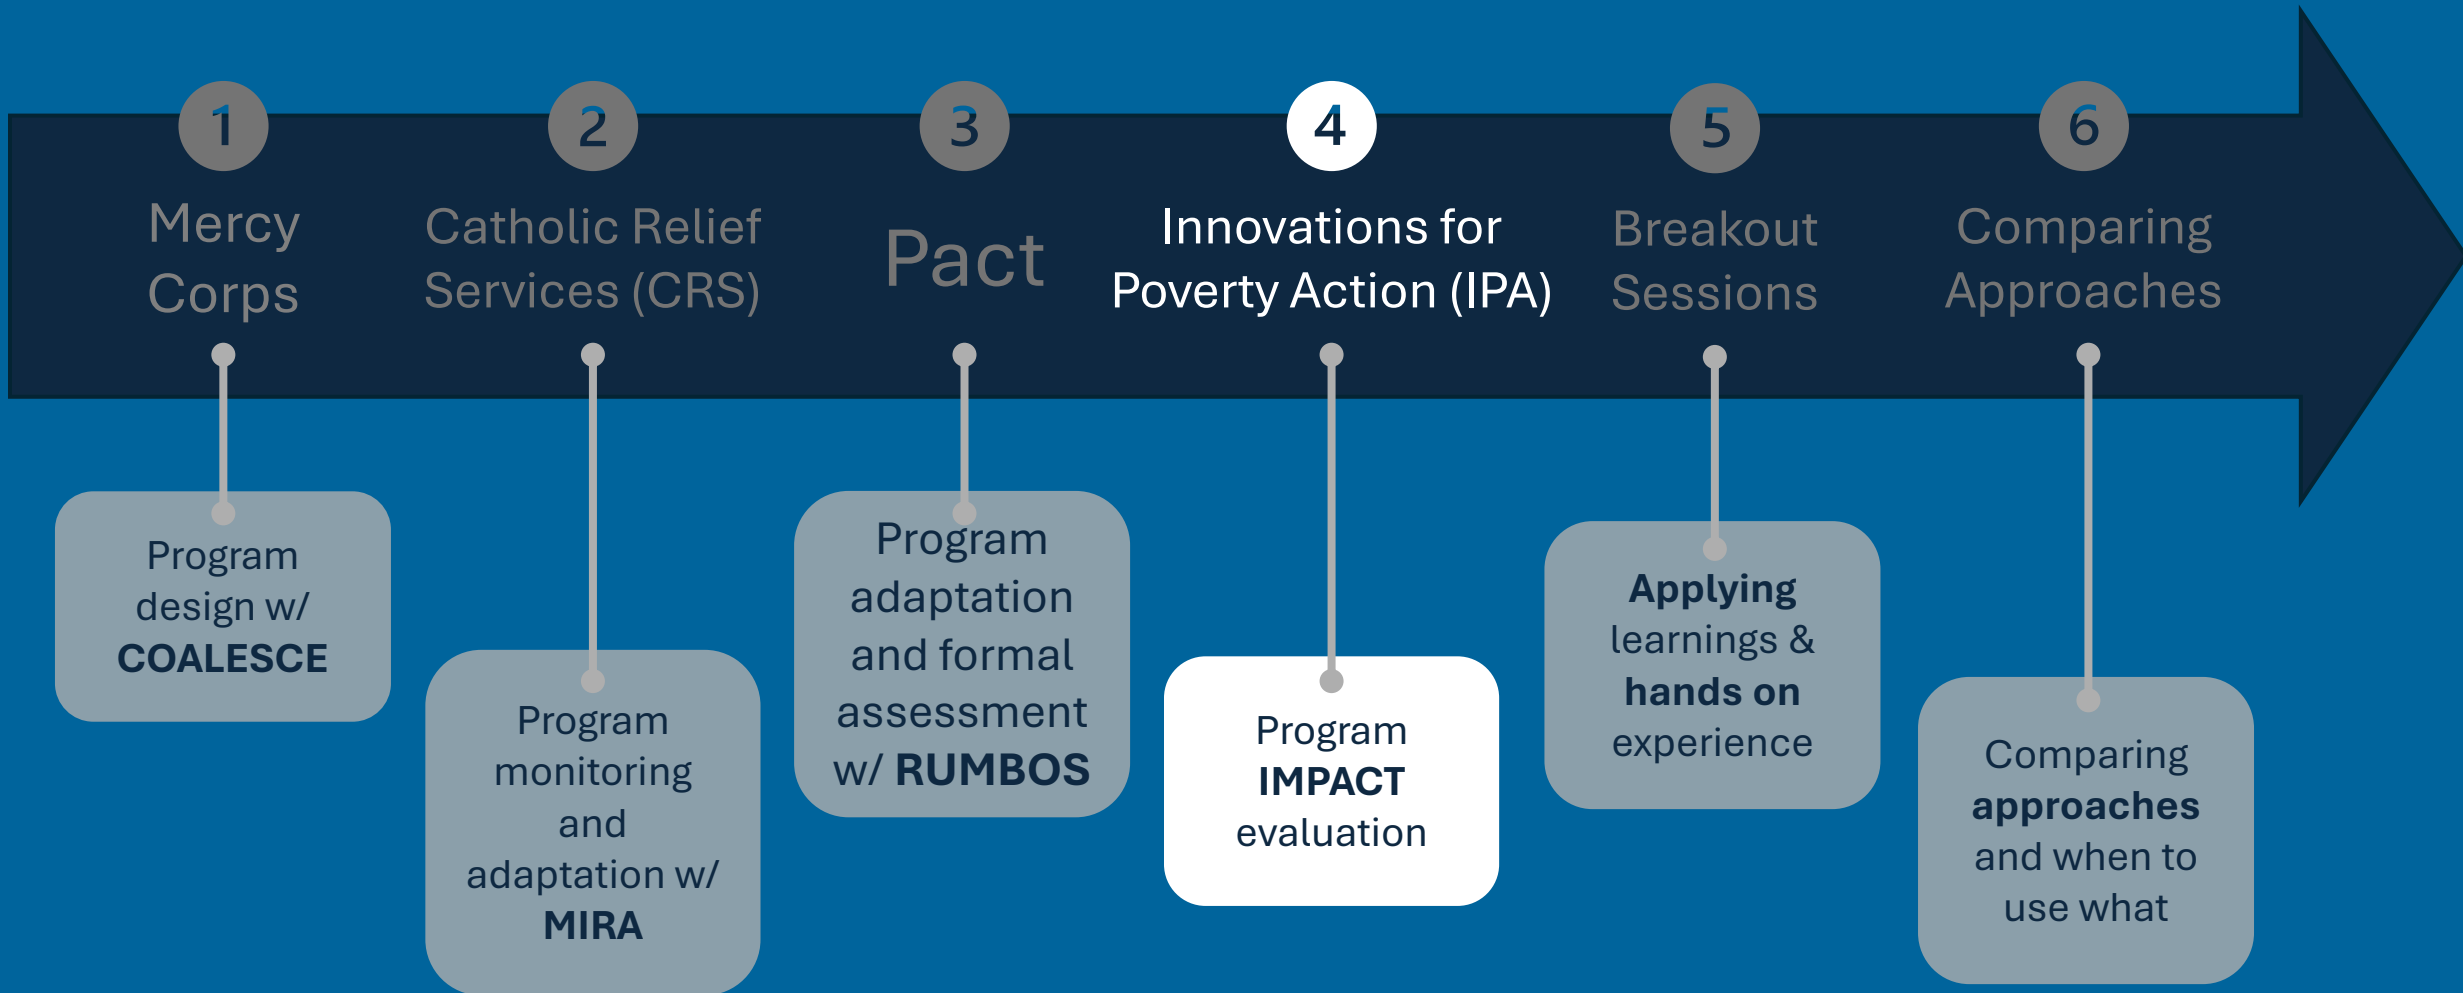 1
Mercy
Corps
Program
design w/
COALESCE
2
Catholic Relief
Services (CRS)
Program
monitoring
and
adaptation w/
MIRA
3
Pact
Program
adaptation
and formal
assessment
w/ RUMBOS
4
Innovations for
Poverty Action (IPA)
Program
IMPACT
evaluation
5
Breakout
Sessions
Applying
learnings &
hands on
experience
6
Comparing
Approaches
Comparing
approaches
and when to
use what